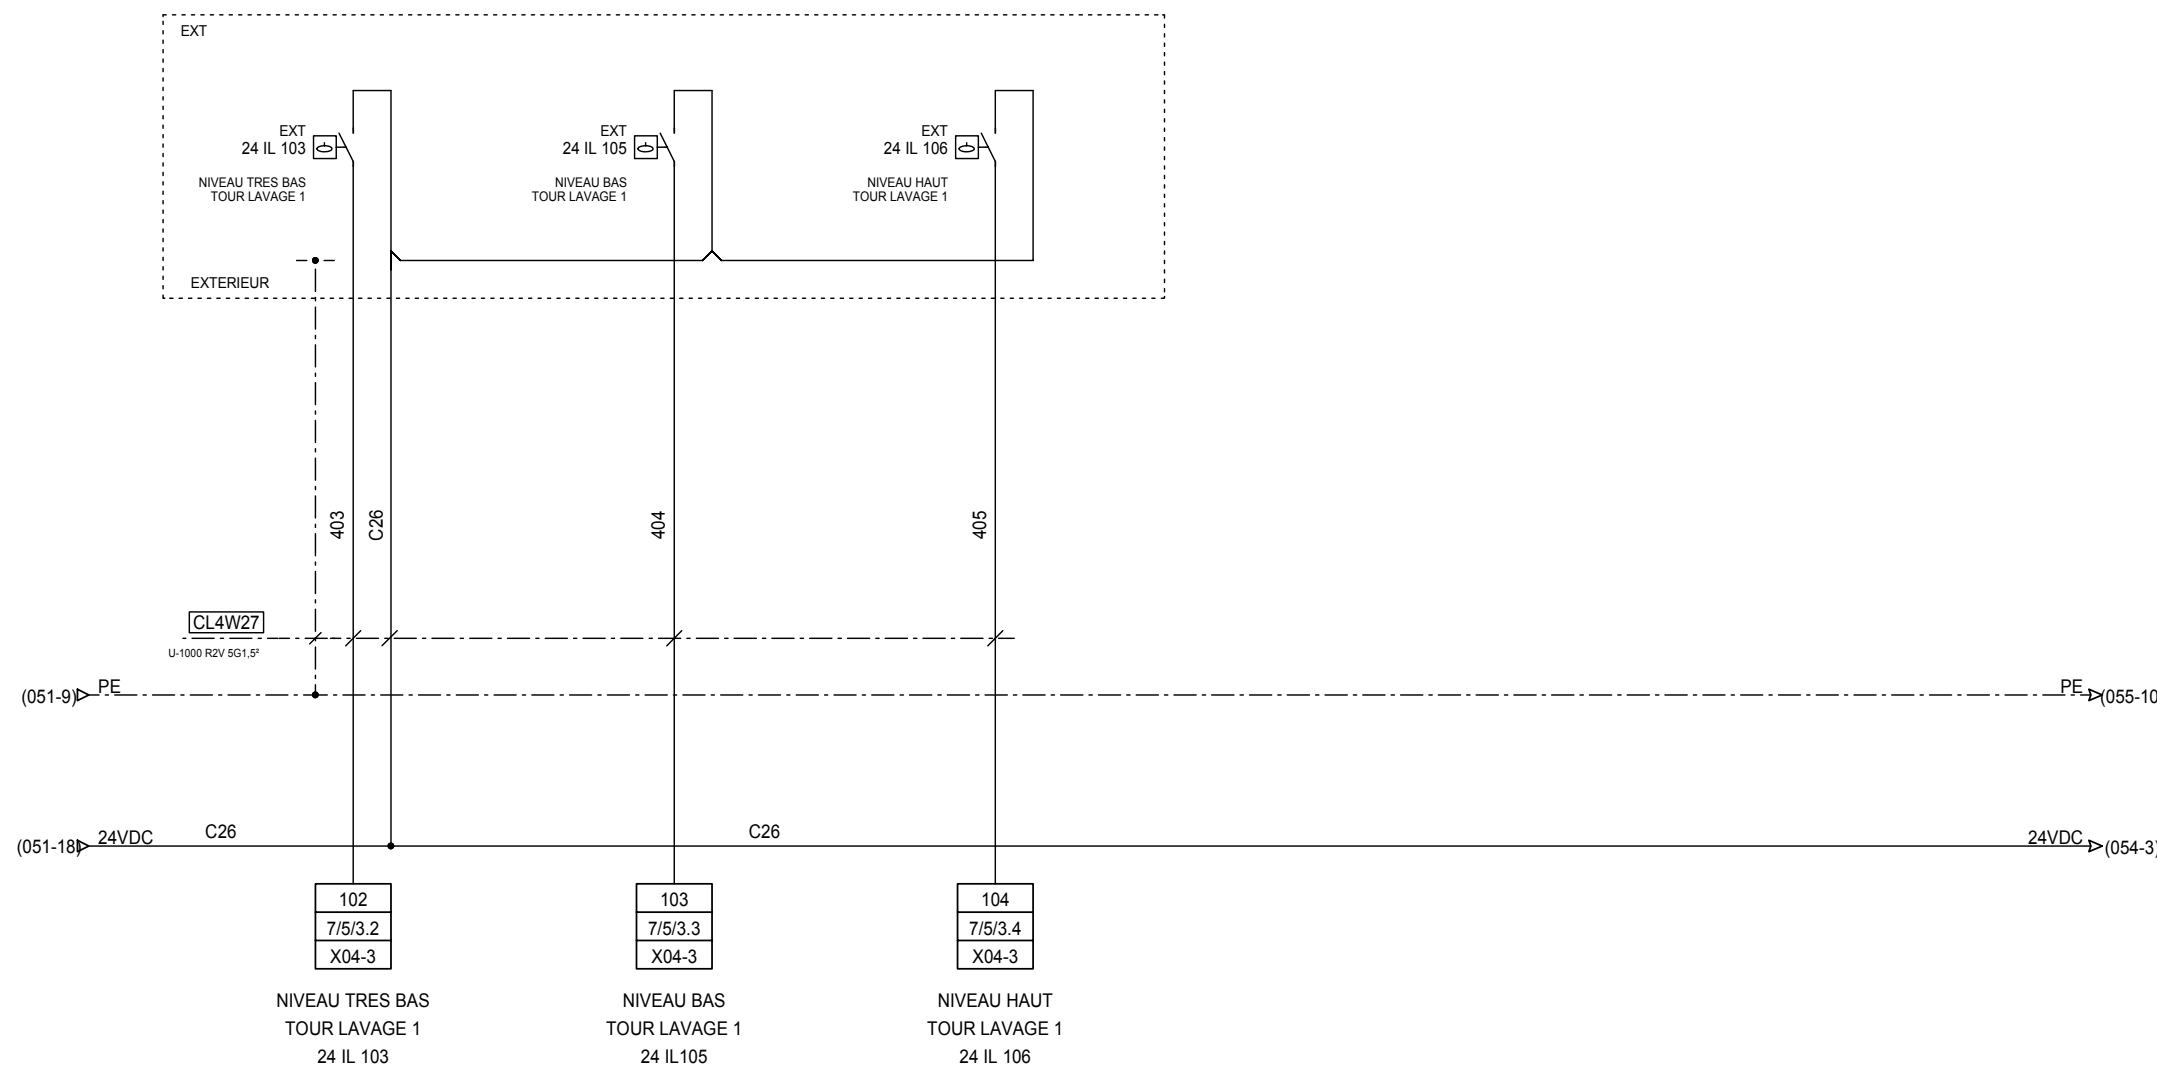 EXT
EXT
24 IL 103
NIVEAU TRES BAS
TOUR LAVAGE 1
EXT
24 IL 105
NIVEAU BAS
TOUR LAVAGE 1
EXT
24 IL 106
NIVEAU HAUT
TOUR LAVAGE 1
EXTERIEUR
403
C26
404
405
CL4W27
U-1000 R2V 5G1,5²
(051-9)
PE
PE
(055-10
(051-18)
24VDC
C26
C26
24VDC
(054-3)
102
7/5/3.2
X04-3
103
7/5/3.3
X04-3
104
7/5/3.4
X04-3
NIVEAU TRES BAS
TOUR LAVAGE 1
24 IL 103
NIVEAU BAS
TOUR LAVAGE 1
24 IL105
NIVEAU HAUT
TOUR LAVAGE 1
24 IL 106